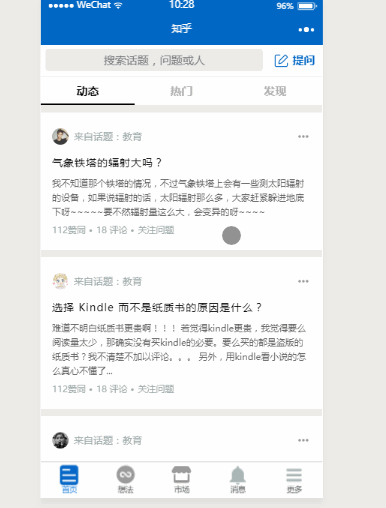 WeChat 10:28 96%
知乎
搜索话题，问题或人 提问
动态 热门 发现
来自话题：教育
气象铁塔的辐射大吗？
我不知道那个铁塔的情况，不过气象铁塔上会有一些测太阳辐射
的设备，如果说辐射的话，太阳辐射那么多，大家赶紧躲进地底
下呀~~~~~要不然辐射量这么大，会变异的呀~~~~
112赞同 • 18 评论 • 关注问题
来自话题：教育
选择 Kindle 而不是纸质书的原因是什么？
难道不明白纸质书更贵啊！！！ 若觉得kindle更贵，我觉得要么
阅读量太少，那确实没有买kindle的必要。要么买的都是盗版的
纸质书？我不清楚不加以评论。。。 另外，用kindle看小说的怎
么真心不懂了...
112赞同 • 18 评论 • 关注问题
来自话题：教育
首页 想法 市场 消息 更多